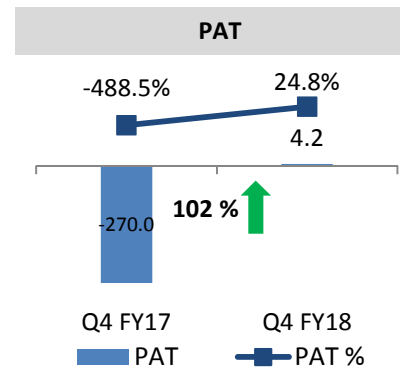 PAT
-488.5% 24.8%
4.2
-270.0 102 %
Q4 FY17 Q4 FY18
PAT PAT %